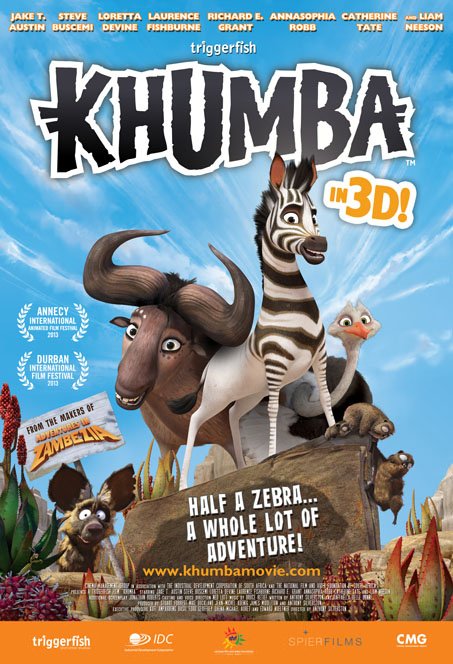 JAKE T. AUSTIN STEVE BUSCEMI LORETTA DEVINE LAURENCE FISHBURNE RICHARD E. GRANT ANNASOPHIA ROBB CATHERINE TATE AND LIAM NEESON
triggerfish
KHUMBA
TM
IN 3D!
ANNECY
INTERNATIONAL
ANIMATED FILM FESTIVAL
2013
DURBAN
INTERNATIONAL
FILM FESTIVAL
2013
FROM THE MAKERS OF
ADVENTURES IN
ZAMBEZIA
HALF A ZEBRA...
A WHOLE LOT OF
ADVENTURE!
www.khumbamovie.com
triggerfish
IDC
SPIERFILMS
CMG